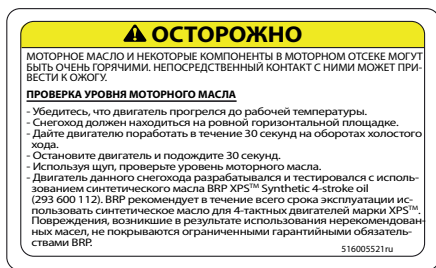 ОСТОРОЖНО
МОТОРНОЕ МАСЛО И НЕКОТОРЫЕ КОМПОНЕНТЫ В МОТОРНОМ ОТСЕКЕ МОГУТ
БЫТЬ ОЧЕНЬ ГОРЯЧИМИ. НЕПОСРЕДСТВЕННЫЙ КОНТАКТ С НИМИ МОЖЕТ ПРИ-
ВЕСТИ К ОЖОГУ.
ПРОВЕРКА УРОВНЯ МОТОРНОГО МАСЛА
- Убедитесь, что двигатель прогрелся до рабочей температуры.
- Снегоход должен находиться на ровной горизонтальной площадке.
- Дайте двигателю поработать в течение 30 секунд на оборотах холостого
хода.
- Остановите двигатель и подождите 30 секунд.
- Используя щуп, проверьте уровень моторного масла.
- Двигатель данного снегохода разрабатывался и тестировался с исполь-
зованием синтетического масла BRP XPS™ Synthetic 4-stroke oil
(293 600 112). BRP рекомендует в течение всего срока эксплуатации ис-
пользовать синтетическое масло для 4-тактных двигателей марки XPS™.
Повреждения, возникшие в результате использования нерекомендован-
ных масел, не покрываются ограниченными гарантийными обязатель-
ствами BRP.
516005521ru